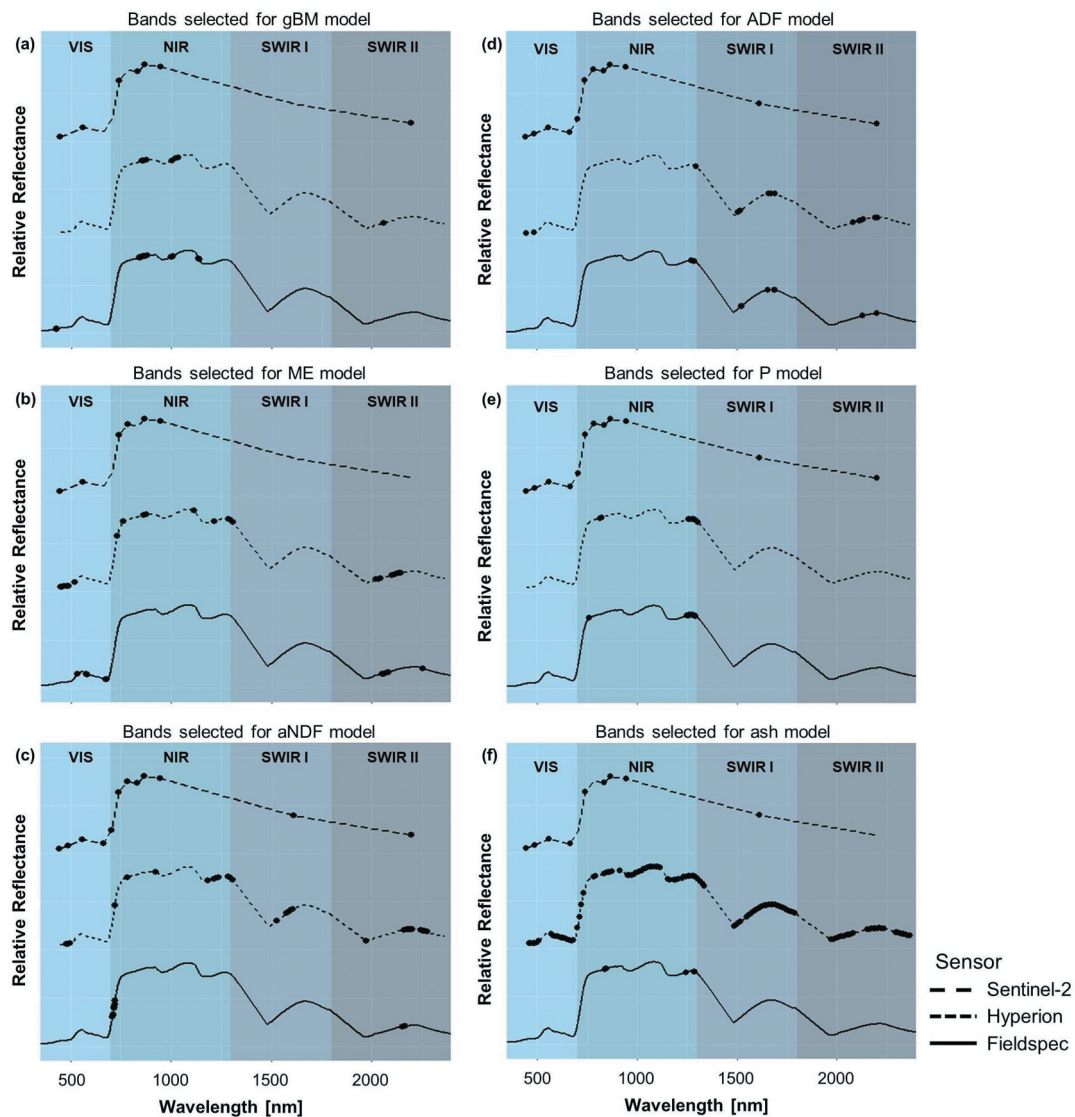 Bands selected for gBM model
(a)
VIS NIR SWIR I SWIR II
Relative Reflectance
Bands selected for ADF model
(d)
VIS NIR SWIR I SWIR II
Relative Reflectance
Bands selected for ME model
(b)
VIS NIR SWIR I SWIR II
Relative Reflectance
Bands selected for P model
(e)
VIS NIR SWIR I SWIR II
Relative Reflectance
Bands selected for aNDF model
(c)
VIS NIR SWIR I SWIR II
Relative Reflectance
500 1000 1500 2000
Wavelength [nm]
Bands selected for ash model
(f)
VIS NIR SWIR I SWIR II
Relative Reflectance
500 1000 1500 2000
Wavelength [nm]
Sensor
Sentinel-2
Hyperion
Fieldspec